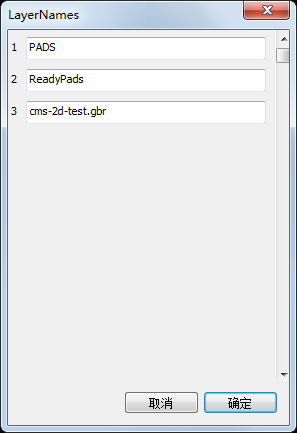 LayerNames
1 PADS
2 ReadyPads
3 cms-2d-test.gbr
取消 确定